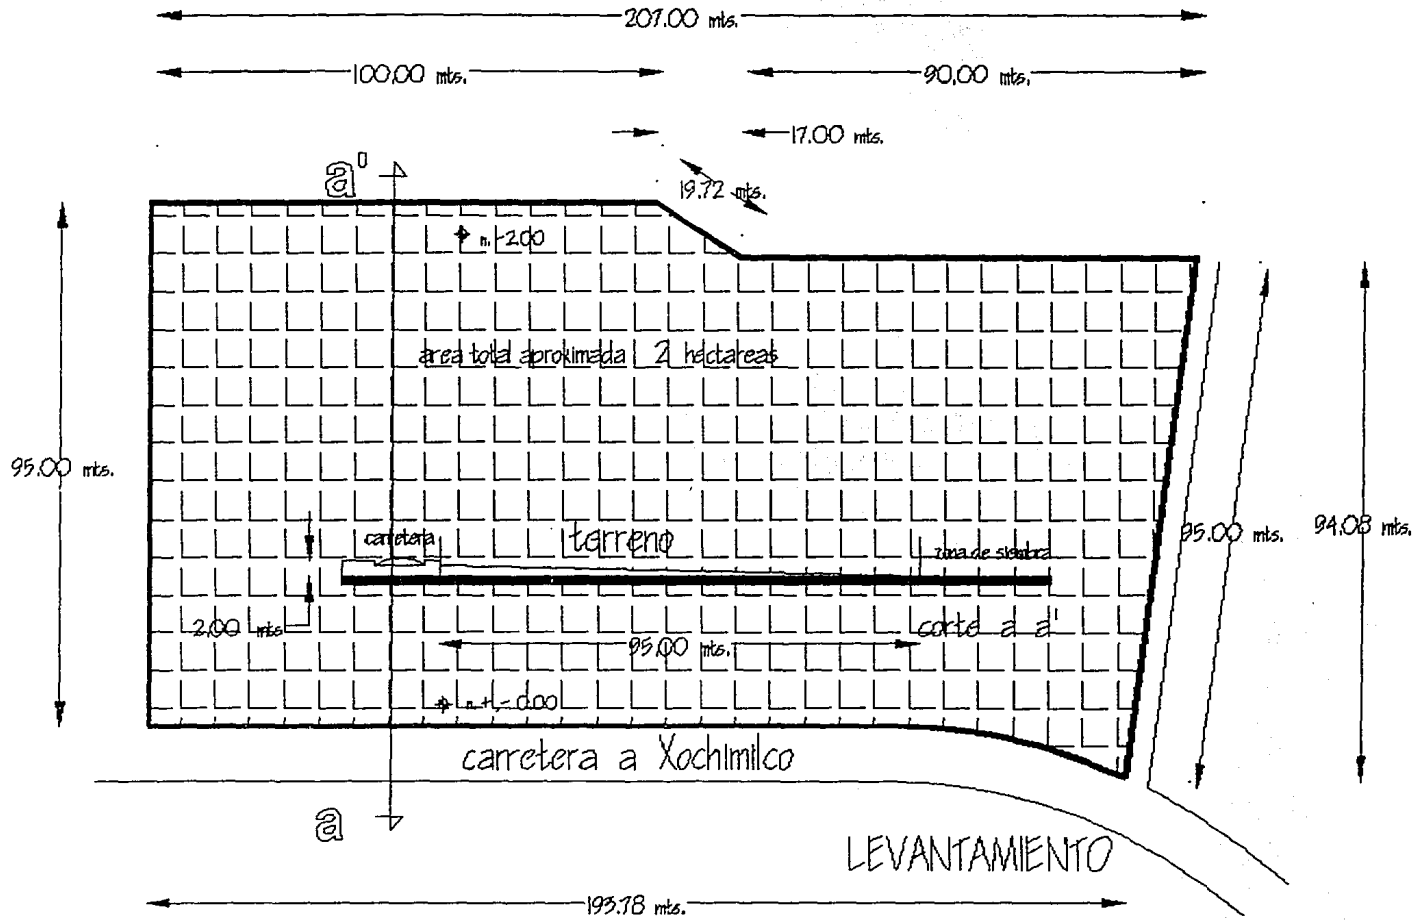 207.00 mts.
100.00 mts.
90.00 mts.
17.00 mts.
19.72 mts.
a'
n.-2.00
area total aproximada 2 hectareas
95.00 mts.
carretera
terreno
zona de siembra
95.00 mts.
94.08 mts.
2.00 mts
95.00 mts.
corte a a'
n.+.-0.00
carretera a Xochimilco
a
LEVANTAMIENTO
193.78 mts.